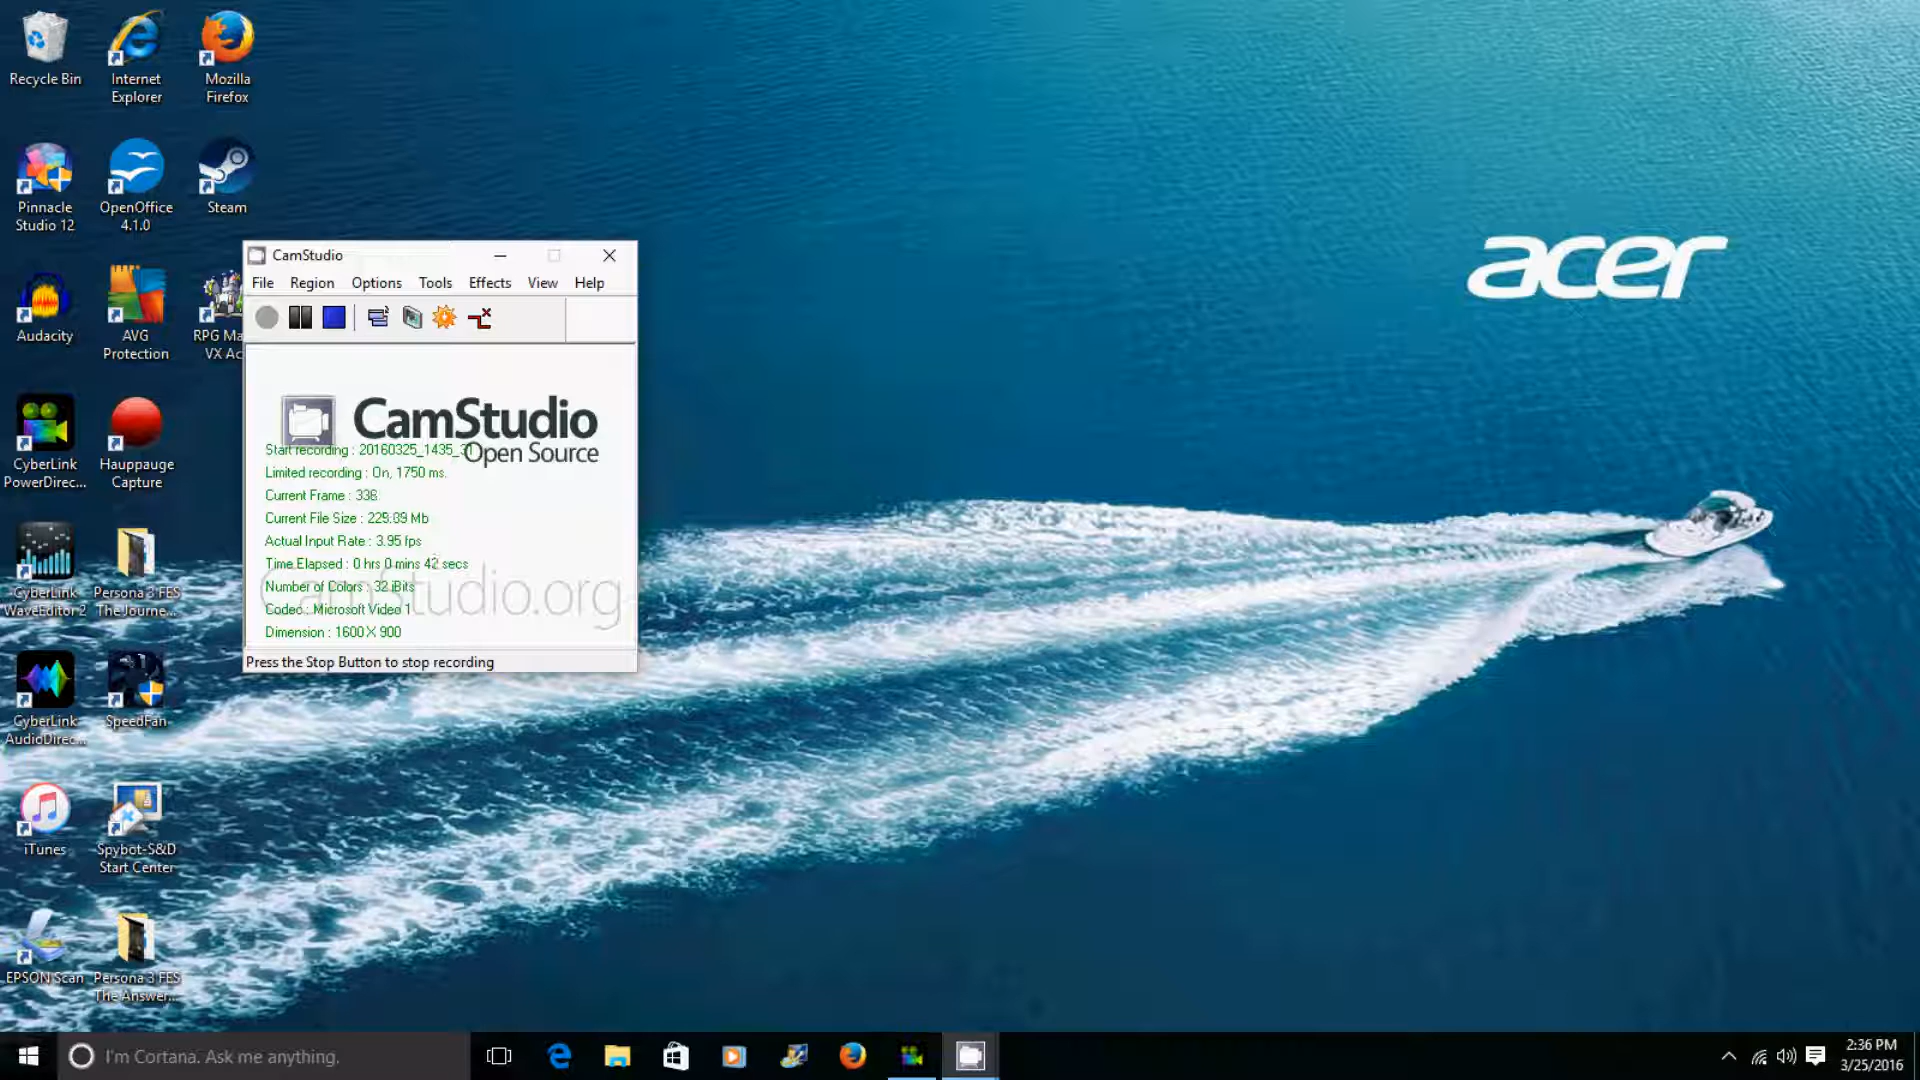 Recycle Bin
Internet
Explorer
Mozilla
Firefox
Pinnacle
Studio 12
OpenOffice
4.1.0
Steam
Audacity
AVG
Protection
RPG Ma
VX Ac
CyberLink
PowerDirec...
Hauppauge
Capture
CyberLink
WaveEditor 2
Persona 3 FES
The Journe...
CyberLink
AudioDirec...
SpeedFan
iTunes
Spybot-S&D
Start Center
EPSON Scan
Persona 3 FES
The Answer...
CamStudio
File Region Options Tools Effects View Help
CamStudio
Open Source
Start recording : 20160325_1435_31
Limited recording : On, 1750 ms.
Current Frame : 336
Current File Size : 229.89 Mb
Actual Input Rate : 3.95 fps
Time Elapsed : 0 hrs 0 mins 42 secs
CamStudio.org
Number of Colors : 32 iBits
Codec : Microsoft Video 1
Dimension : 1600 X 900
Press the Stop Button to stop recording
acer
I'm Cortana. Ask me anything.
2:36 PM
3/25/2016